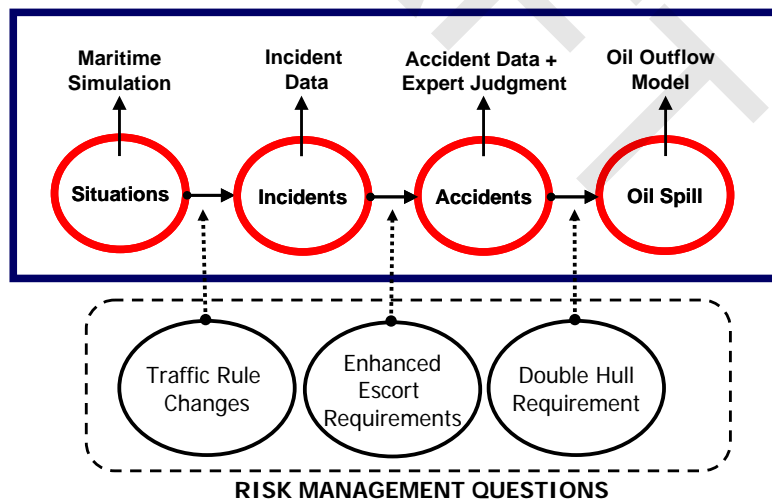 Maritime
Simulation
Incident
Data
Accident Data +
Expert Judgment
Oil Outflow
Model
Situations
Incidents
Accidents
Oil Spill
Traffic Rule
Changes
Enhanced
Escort
Requirements
Double Hull
Requirement
RISK MANAGEMENT QUESTIONS